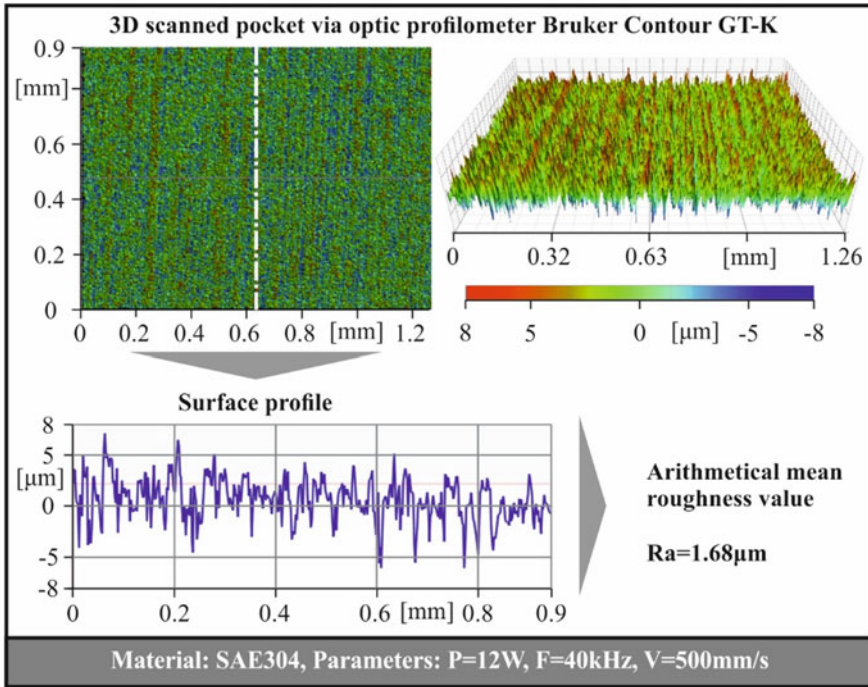 3D scanned pocket via optic profilometer Bruker Contour GT-K
0.9
[mm]
0.6
0.4
0.2
0
0 0.2 0.4 0.6 [mm] 1.2
0 0.32 0.63 [mm] 1.26
8 5 0 [μm] -5 -8
Surface profile
8
5
[μm]
0
-5
-8
0 0.2 0.4 0.6 [mm] 0.8 0.9
Arithmetical mean
roughness value
Ra=1.68μm
Material: SAE304, Parameters: P=12W, F=40kHz, V=500mm/s